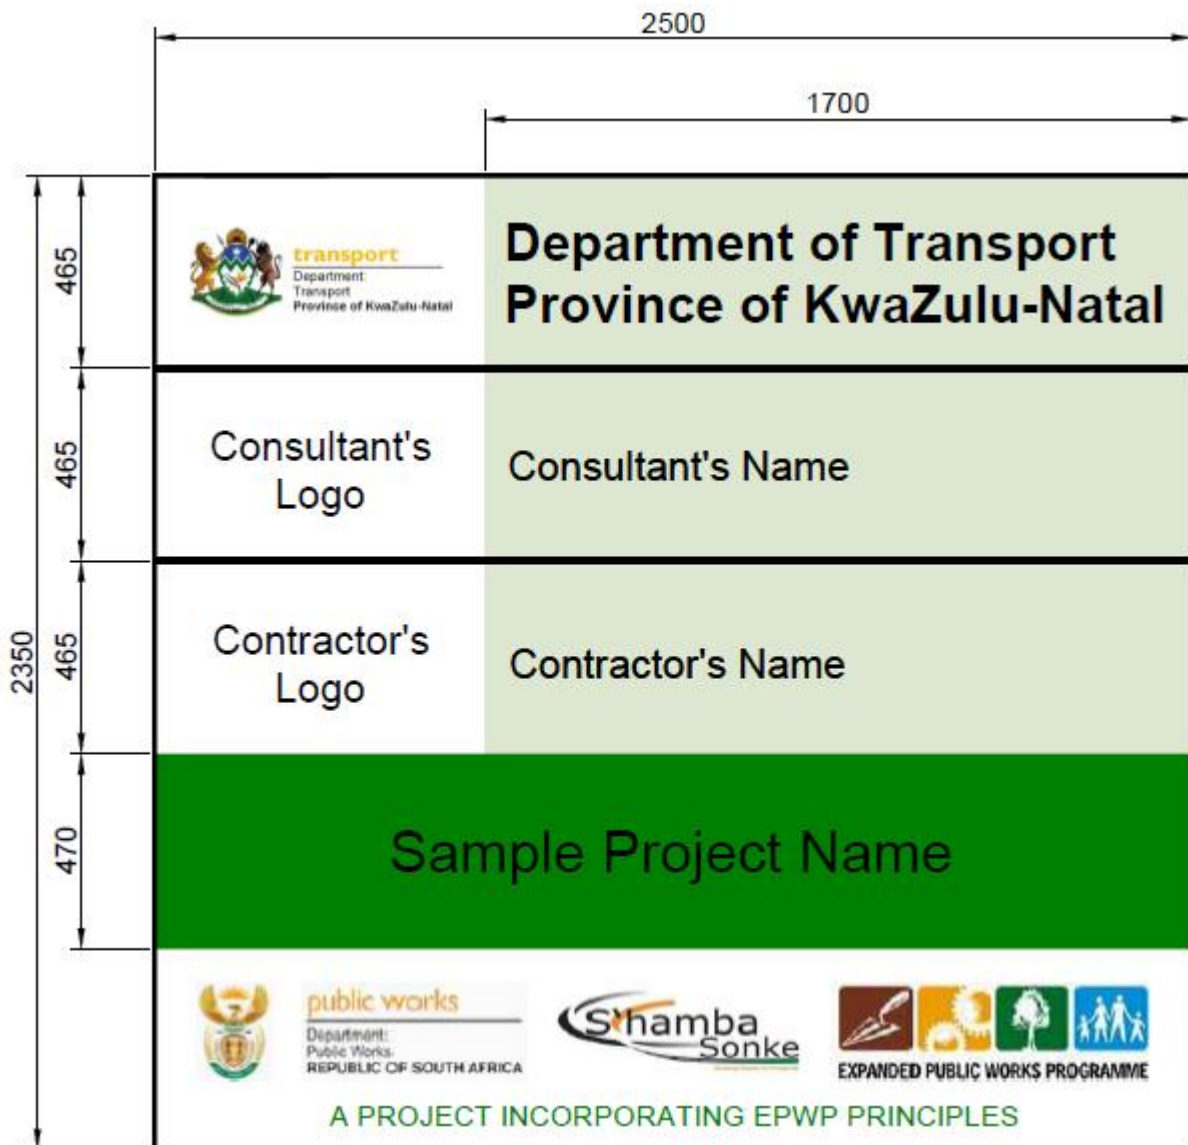 2500
1700
465
transport
Department
Transport
Province of KwaZulu-Natal
Department of Transport
Province of KwaZulu-Natal
465
Consultant's
Logo
Consultant's Name
2350
465
Contractor's
Logo
Contractor's Name
470
Sample Project Name
public works
Department:
Public Works
REPUBLIC OF SOUTH AFRICA
S'hamba
Sonke
EXPANDED PUBLIC WORKS PROGRAMME
A PROJECT INCORPORATING EPWP PRINCIPLES